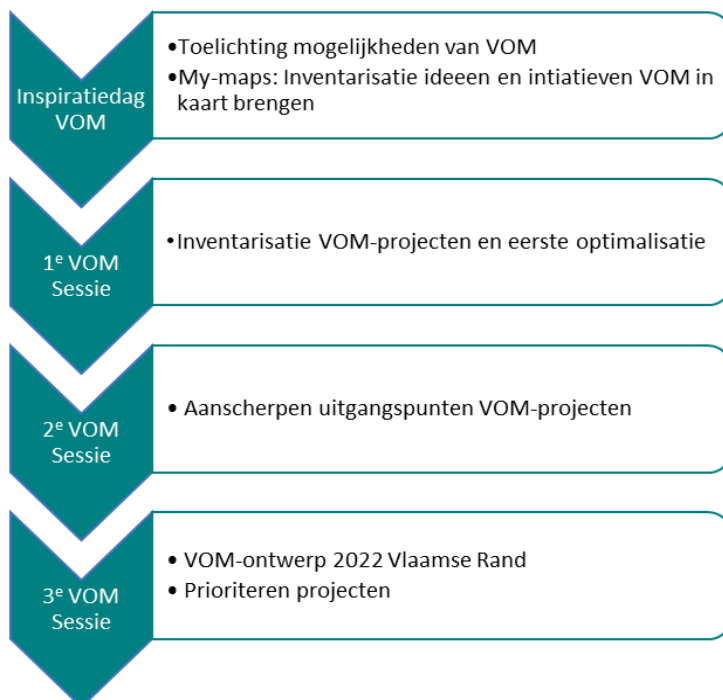 Inspiratiedag
VOM
•Toelichting mogelijkheden van VOM
•My-maps: Inventarisatie ideeen en intiatieven VOM in
kaart brengen
1e VOM
Sessie
•Inventarisatie VOM-projecten en eerste optimalisatie
2e VOM
Sessie
• Aanscherpen uitgangspunten VOM-projecten
3e VOM
Sessie
• VOM-ontwerp 2022 Vlaamse Rand
• Prioriteren projecten